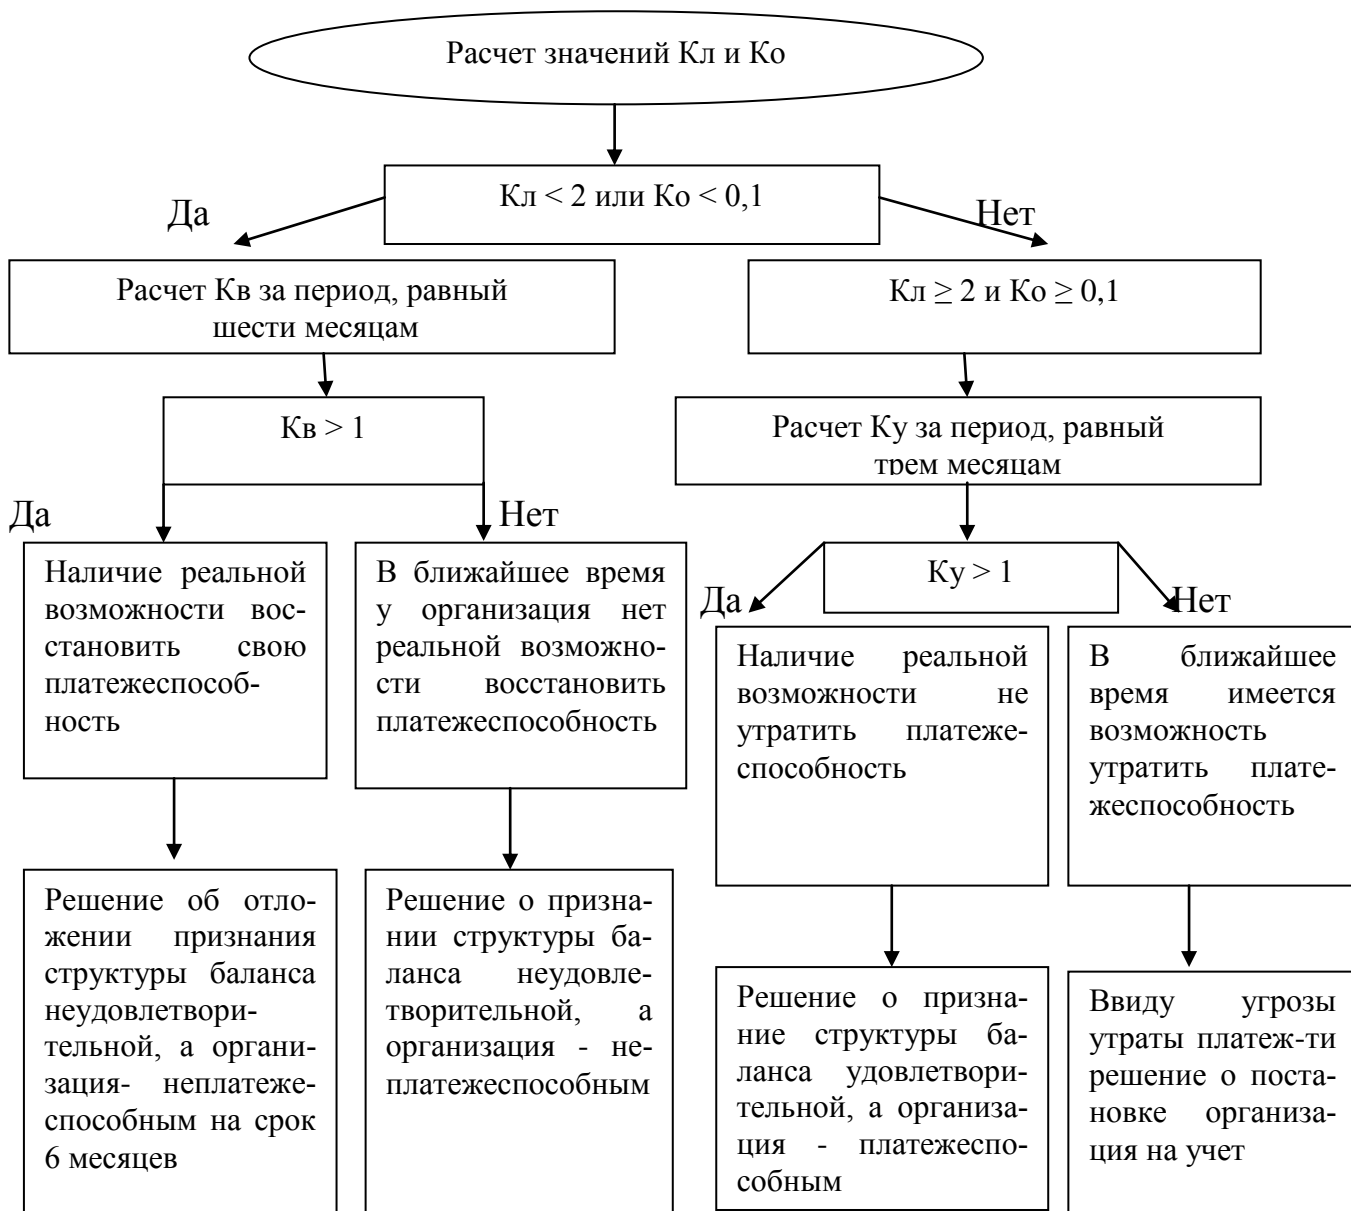 Расчет значений Кл и Ко
Кл < 2 или Ко < 0,1
Да
Нет
Расчет Кв за период, равный
шести месяцам
Кл ≥ 2 и Ко ≥ 0,1
Кв > 1
Расчет Ку за период, равный
трем месяцам
Да
Нет
Ку > 1
Да
Нет
Наличие реальной
возможности вос-
становить свою
платежеспособ-
ность
В ближайшее время
у организация нет
реальной возможно-
сти восстановить
платежеспособность
Наличие реальной
возможности не
утратить платеже-
способность
В ближайшее
время имеется
возможность
утратить плате-
жеспособность
Решение об отло-
жении признания
структуры баланса
неудовлетвори-
тельной, а органи-
зация- неплатеже-
способным на срок
6 месяцев
Решение о призна-
нии структуры ба-
ланса неудовле-
творительной, а
организация - не-
платежеспособным
Решение о призна-
ние структуры ба-
ланса удовлетвори-
тельной, а организа-
ция - платежеспо-
собным
Ввиду угрозы
утраты платеж-ти
решение о поста-
новке организа-
ция на учет